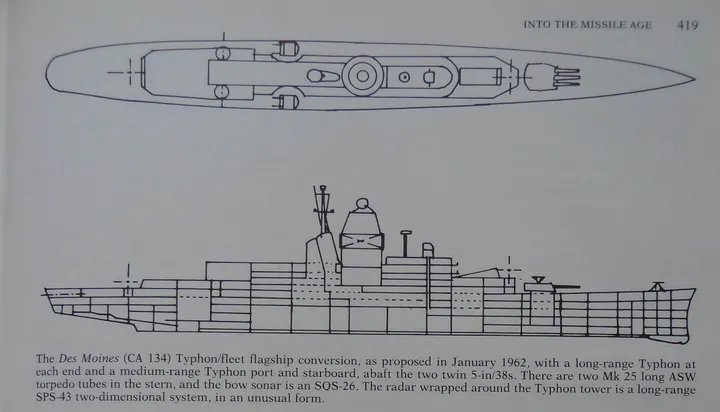 INTO THE MISSILE AGE 419
The Des Moines (CA 134) Typhon/fleet flagship conversion, as proposed in January 1962, with a long-range Typhon at
each end and a medium-range Typhon port and starboard, abaft the two twin 5-in/38s. There are two Mk 25 long ASW
torpedo tubes in the stern, and the bow sonar is an SQS-26. The radar wrapped around the Typhon tower is a long-range
SPS-43 two-dimensional system, in an unusual form.